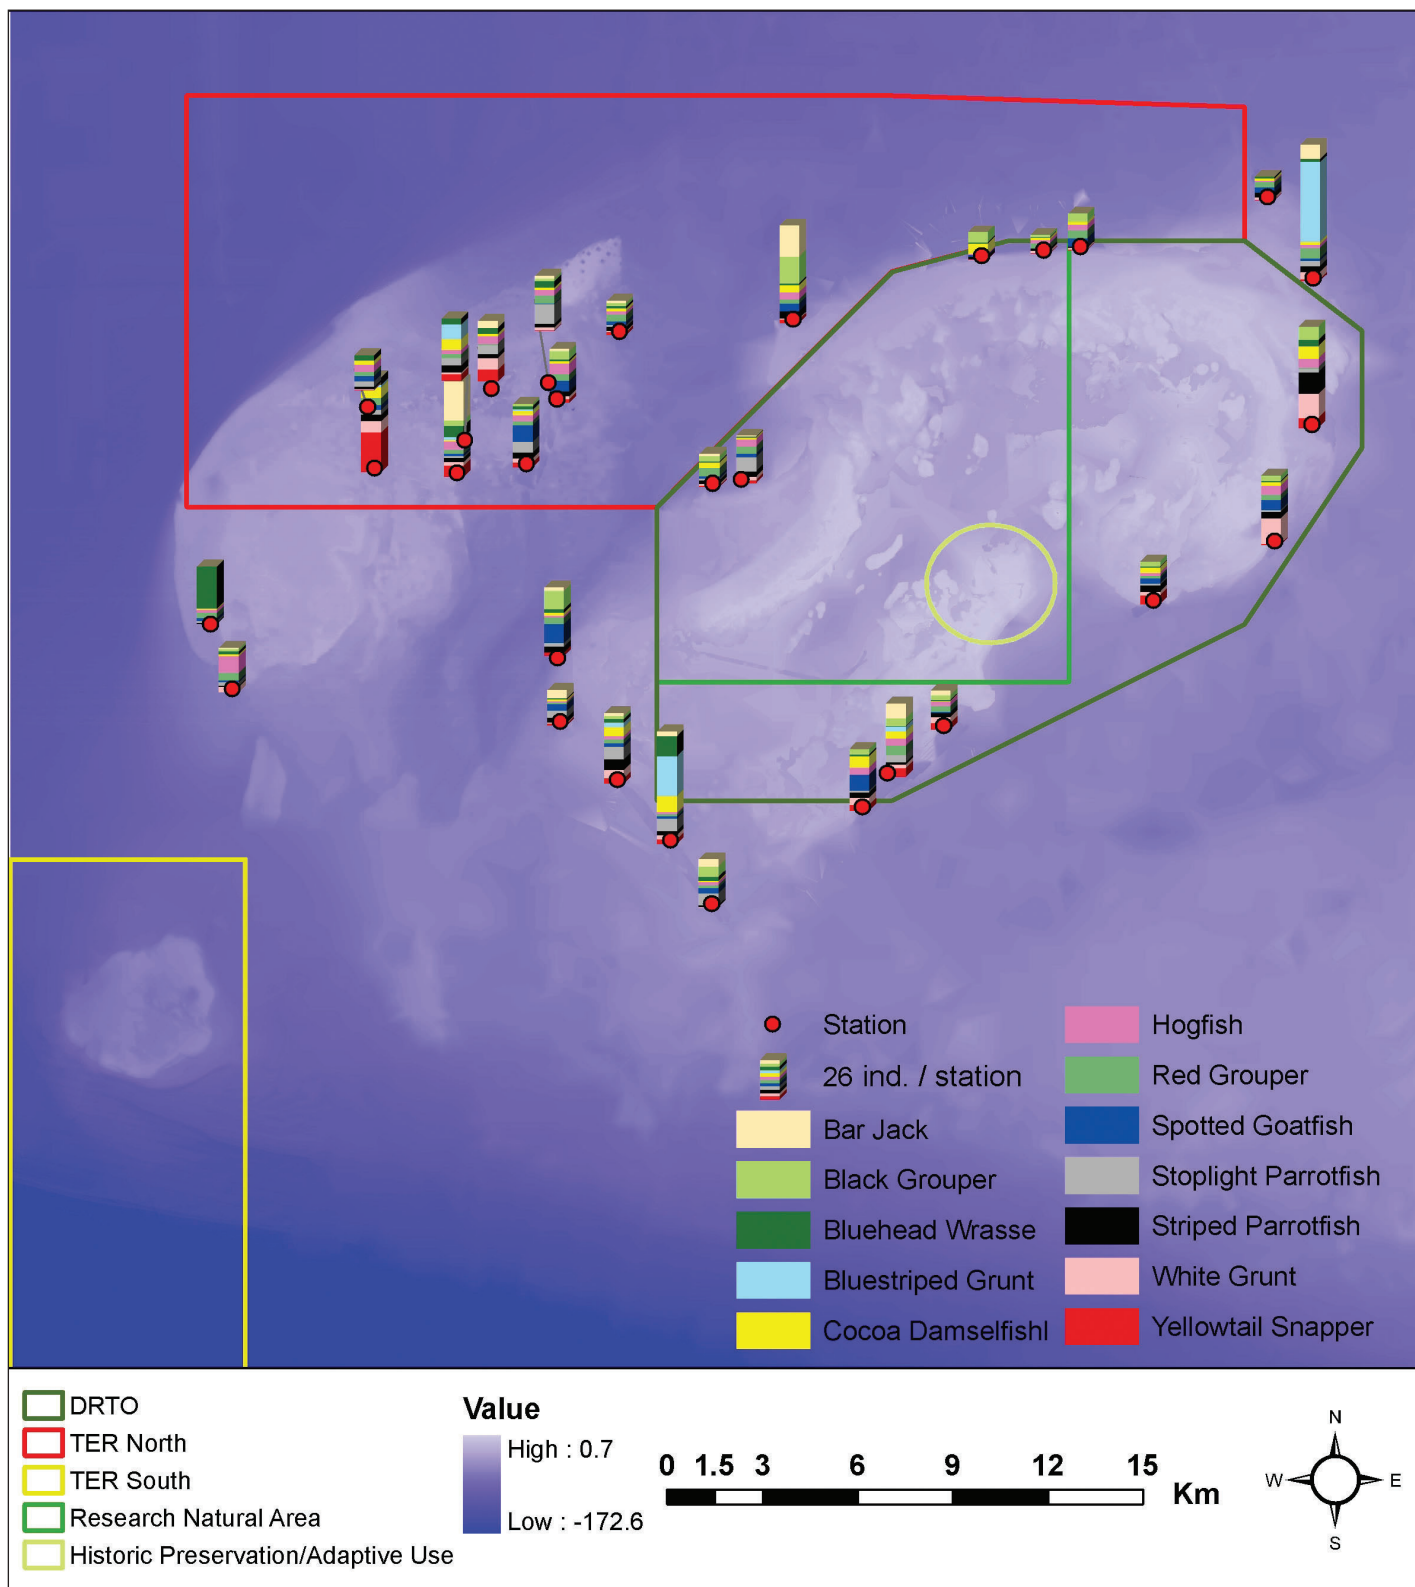 Station
26 ind. / station
Bar Jack
Black Grouper
Bluehead Wrasse
Bluestriped Grunt
Cocoa Damselfishl
Hogfish
Red Grouper
Spotted Goatfish
Stoplight Parrotfish
Striped Parrotfish
White Grunt
Yellowtail Snapper
DRTO
TER North
TER South
Research Natural Area
Historic Preservation/Adaptive Use
Value
High : 0.7
Low : -172.6
0 1.5 3 6 9 12 15
Km
N
W E
S